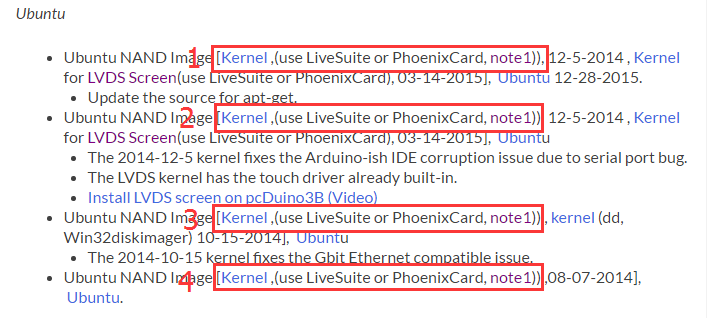 Ubuntu
Ubuntu NAND Image 1 [Kernel ,(use LiveSuite or PhoenixCard, note1)), 12-5-2014 , Kernel
for LVDS Screen(use LiveSuite or PhoenixCard), 03-14-2015], Ubuntu 12-28-2015.
Update the source for apt-get.
Ubuntu NAND Image 2 [Kernel ,(use LiveSuite or PhoenixCard, note1)) 12-5-2014 , Kernel
for LVDS Screen(use LiveSuite or PhoenixCard), 03-14-2015], Ubuntu
The 2014-12-5 kernel fixes the Arduino-ish IDE corruption issue due to serial port bug.
The LVDS kernel has the touch driver already built-in.
Install LVDS screen on pcDuino3B (Video)
Ubuntu NAND Image 3 [Kernel ,(use LiveSuite or PhoenixCard, note1)) , kernel (dd,
Win32diskimager) 10-15-2014], Ubuntu
The 2014-10-15 kernel fixes the Gbit Ethernet compatible issue.
Ubuntu NAND Image 4 [Kernel ,(use LiveSuite or PhoenixCard, note1)) ,08-07-2014],
Ubuntu.